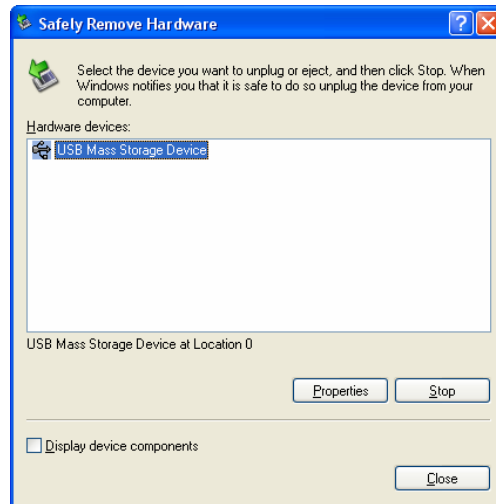 Safely Remove Hardware
Select the device you want to unplug or eject, and then click Stop. When
Windows notifies you that it is safe to do so unplug the device from your
computer.
Hardware devices:
USB Mass Storage Device
USB Mass Storage Device at Location 0
Properties Stop
Display device components
Close